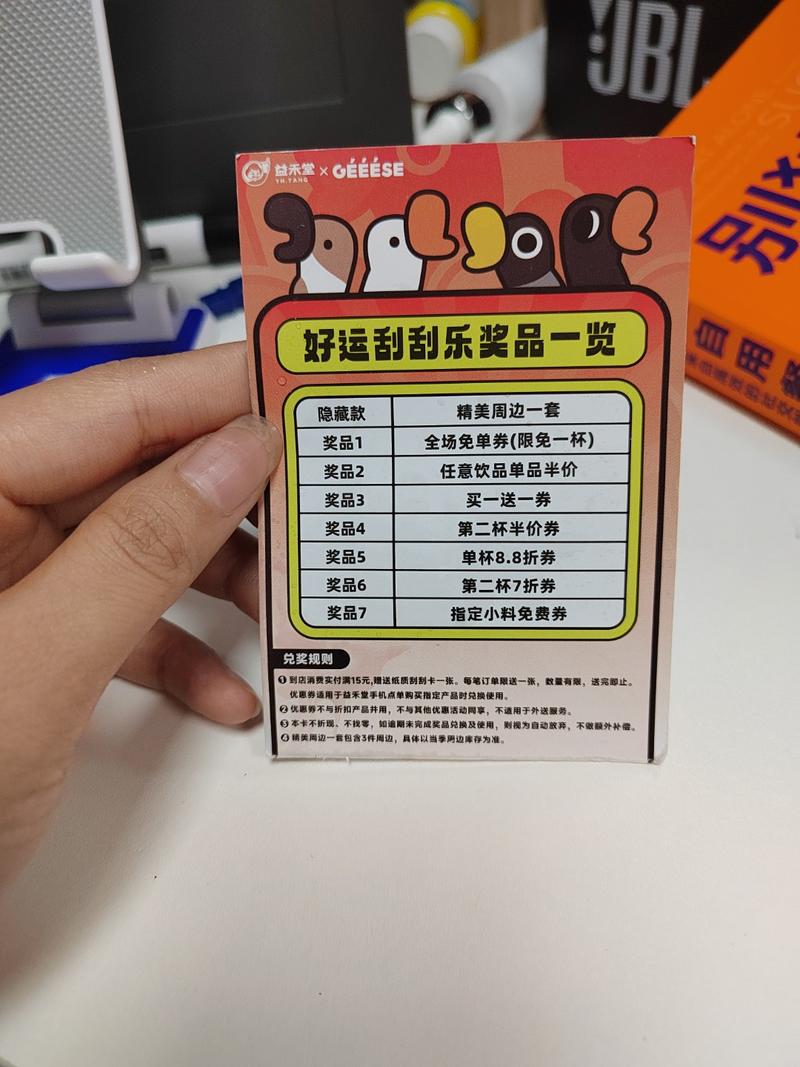 益禾堂 × GÉÉÉSE
YH.TANG
好运刮刮乐奖品一览
隐藏款 精美周边一套
奖品1 全场免单券(限免一杯)
奖品2 任意饮品单品半价
奖品3 买一送一券
奖品4 第二杯半价券
奖品5 单杯8.8折券
奖品6 第二杯7折券
奖品7 指定小料免费券
兑奖规则
❶到店消费实付满15元,赠送纸质刮刮卡一张。每笔订单限送一张，数量有限，送完即止。
优惠券适用于益禾堂手机点单购买指定产品时兑换使用。
❷优惠券不与折扣产品并用，不与其他优惠活动同享，不适用于外送服务。
❸本卡不折现、不找零，如逾期未完成奖品兑换及使用，则视为自动放弃，不做额外补偿。
❹精美周边一套包含3件周边，具体以当季周边库存为准。
JBL
别
自用